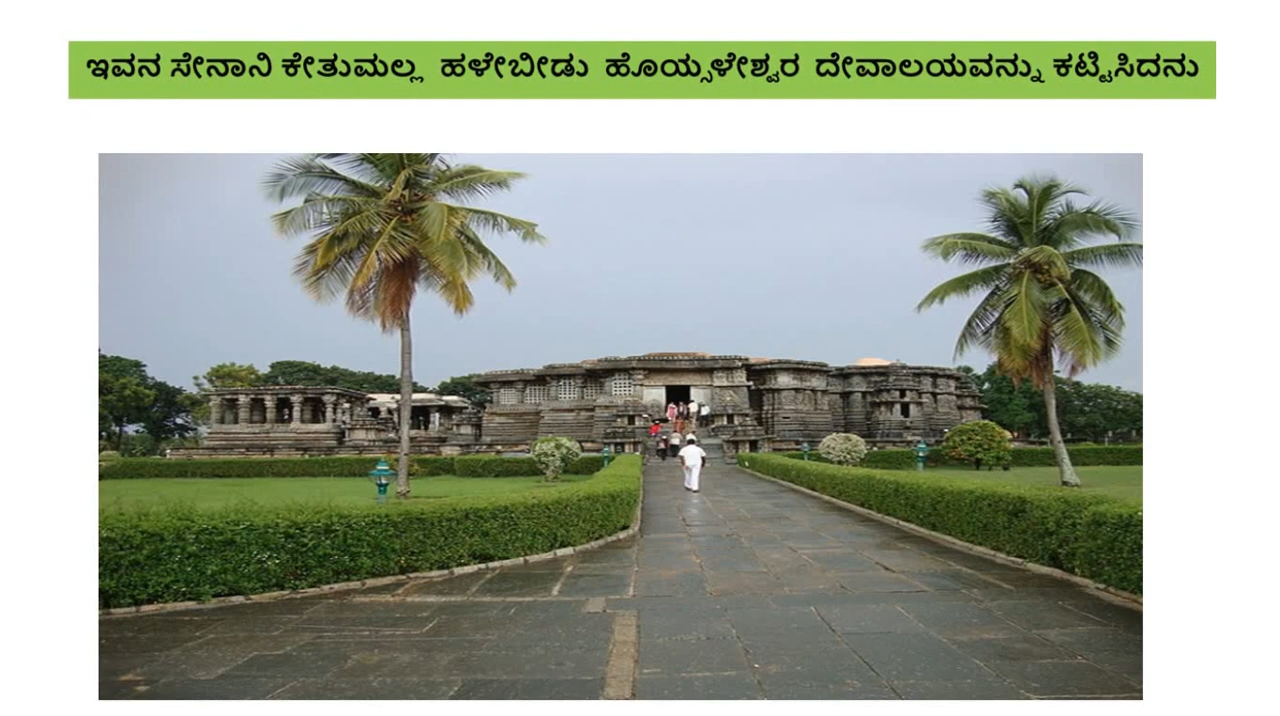 ಇವನ ಸೇನಾನಿ ಕೇತುಮಲ್ಲ ಹಳೇಬೀಡು ಹೊಯ್ಸಳೇಶ್ವರ ದೇವಾಲಯವನ್ನು ಕಟ್ಟಿಸಿದನು